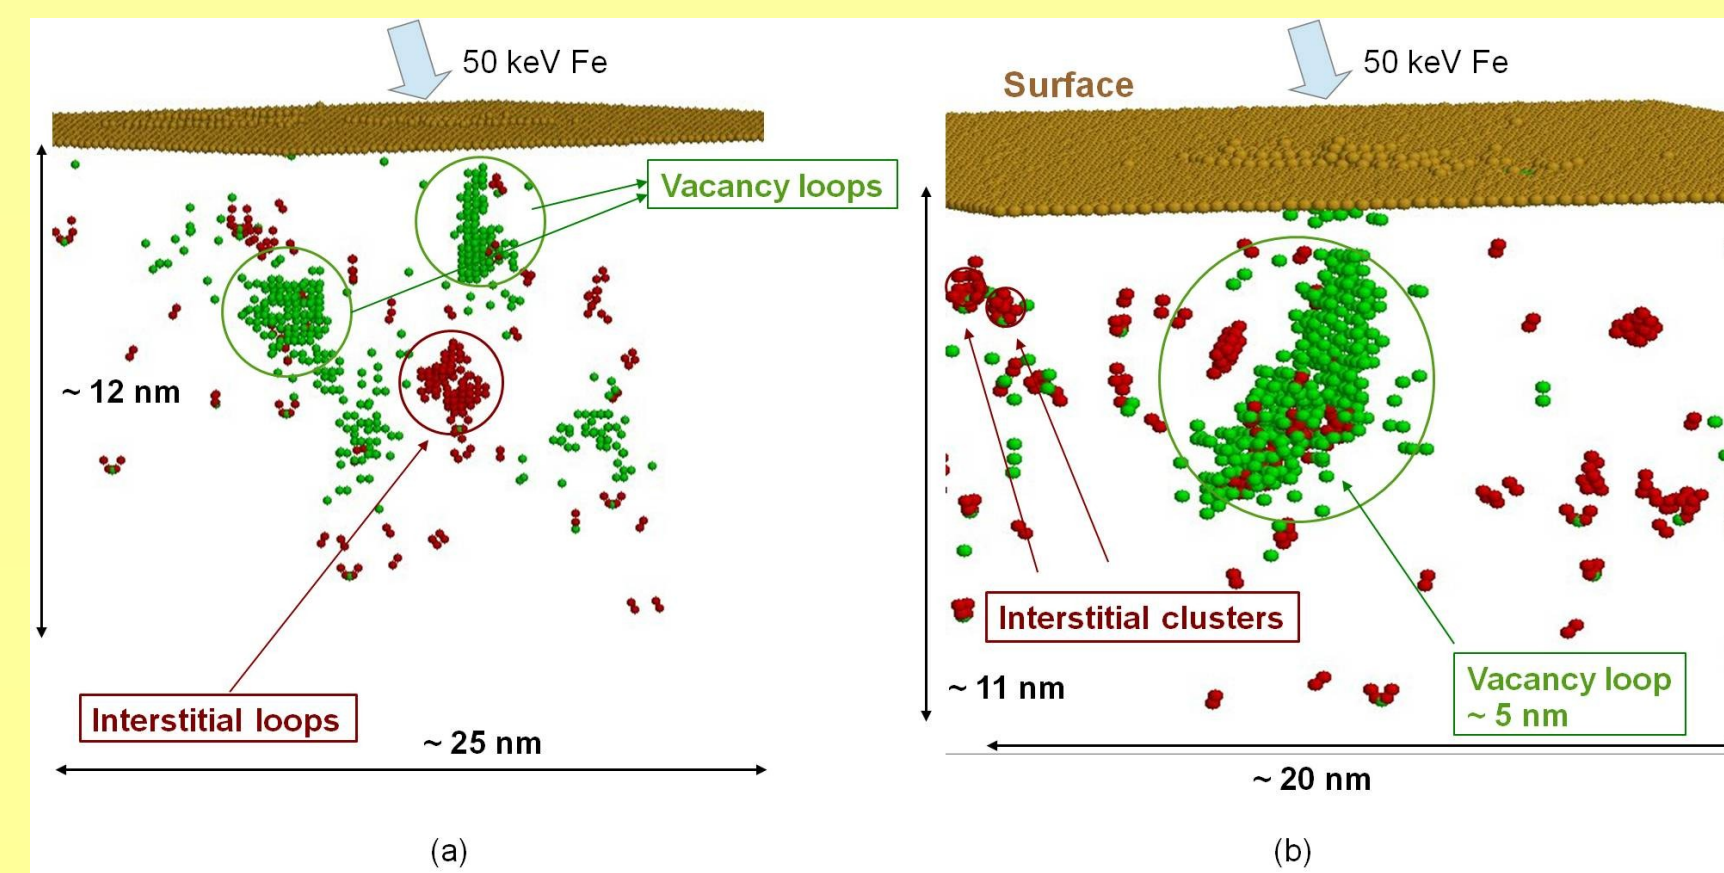 50 keV Fe
Vacancy loops
~ 12 nm
Interstitial loops
~ 25 nm
(a)
50 keV Fe
Surface
Interstitial clusters
~ 11 nm
Vacancy loop
~ 5 nm
~ 20 nm
(b)